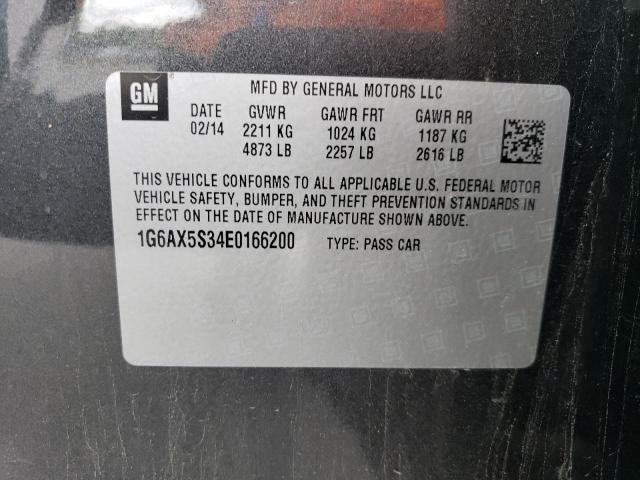 GM
MFD BY GENERAL MOTORS LLC
DATE GVWR GAWR FRT GAWR RR
02/14 2211 KG 1024 KG 1187 KG
4873 LB 2257 LB 2616 LB
THIS VEHICLE CONFORMS TO ALL APPLICABLE U.S. FEDERAL MOTOR
VEHICLE SAFETY, BUMPER, AND THEFT PREVENTION STANDARDS IN
EFFECT ON THE DATE OF MANUFACTURE SHOWN ABOVE.
1G6AX5S34E0166200 TYPE: PASS CAR